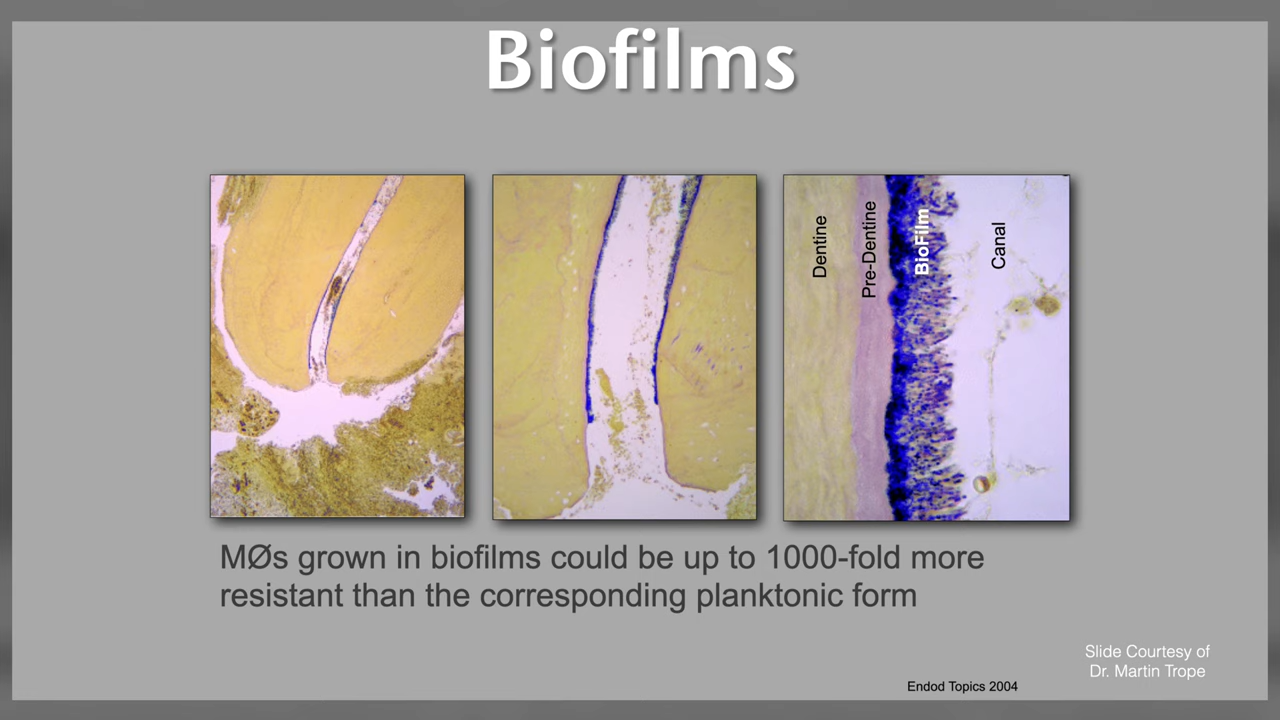 Biofilms
Dentine
Pre-Dentine
BioFilm
Canal
MØs grown in biofilms could be up to 1000-fold more
resistant than the corresponding planktonic form
Slide Courtesy of
Dr. Martin Trope
Endod Topics 2004